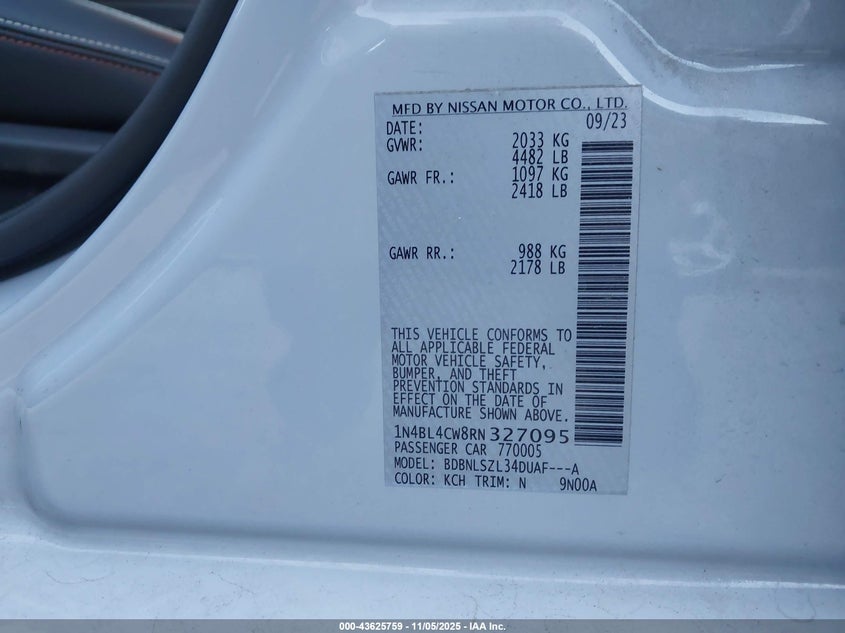 MFD BY NISSAN MOTOR CO., LTD.
DATE: 09/23
GVWR: 2033 KG
4482 LB
GAWR FR.: 1097 KG
2418 LB
GAWR RR.: 988 KG
2178 LB
THIS VEHICLE CONFORMS TO
ALL APPLICABLE FEDERAL
MOTOR VEHICLE SAFETY,
BUMPER, AND THEFT
PREVENTION STANDARDS IN
EFFECT ON THE DATE OF
MANUFACTURE SHOWN ABOVE.
1N4BL4CW8RN327095
PASSENGER CAR 770005
MODEL: BDBNLSZL34DUAF---A
COLOR: KCH TRIM: N 9N00A
000-43625759 - 11/05/2025 - IAA Inc.